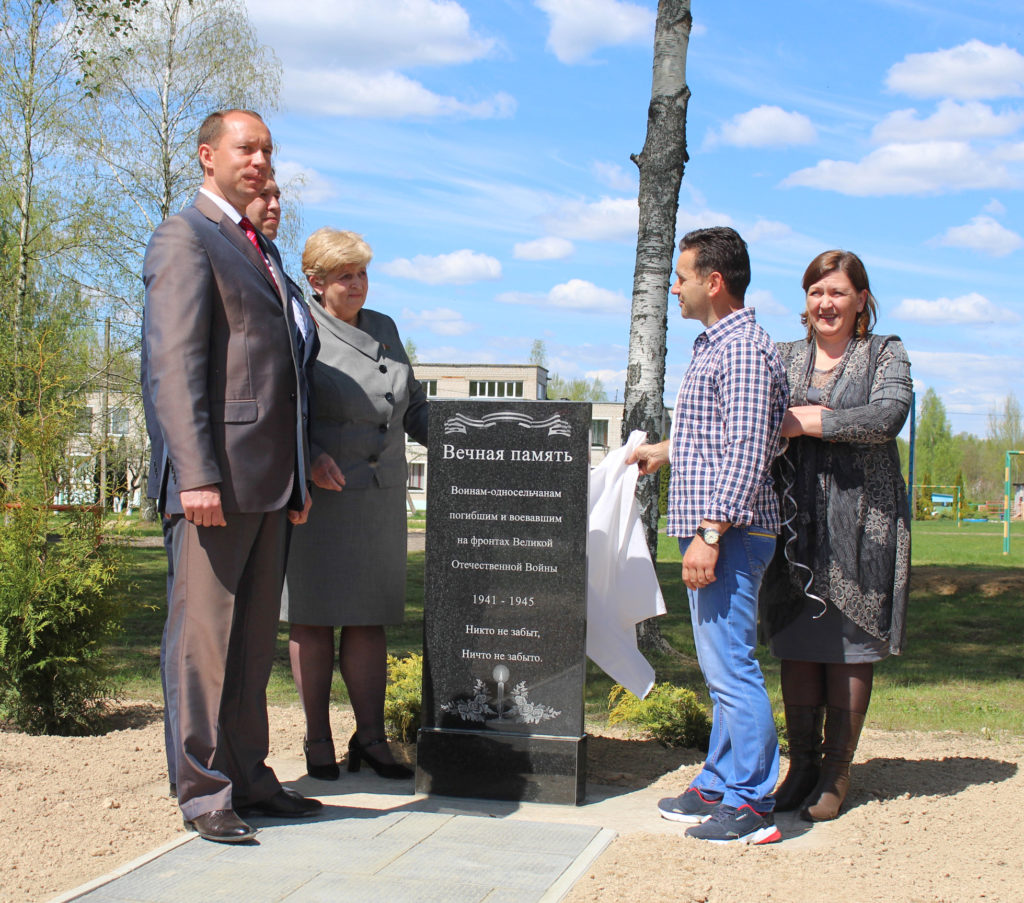 Вечная память
Воинам-односельчанам
погибшим и воевавшим
на фронтах Великой
Отечественной Войны
1941 - 1945
Никто не забыт,
Ничто не забыто.